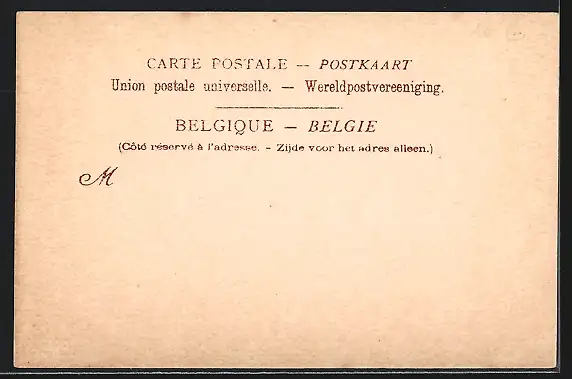 CARTE POSTALE — POSTKAART
Union postale universelle. — Wereldpostvereeniging.
BELGIQUE — BELGIE
(Côté réservé à l'adresse. - Zijde voor het adres alleen.)
M